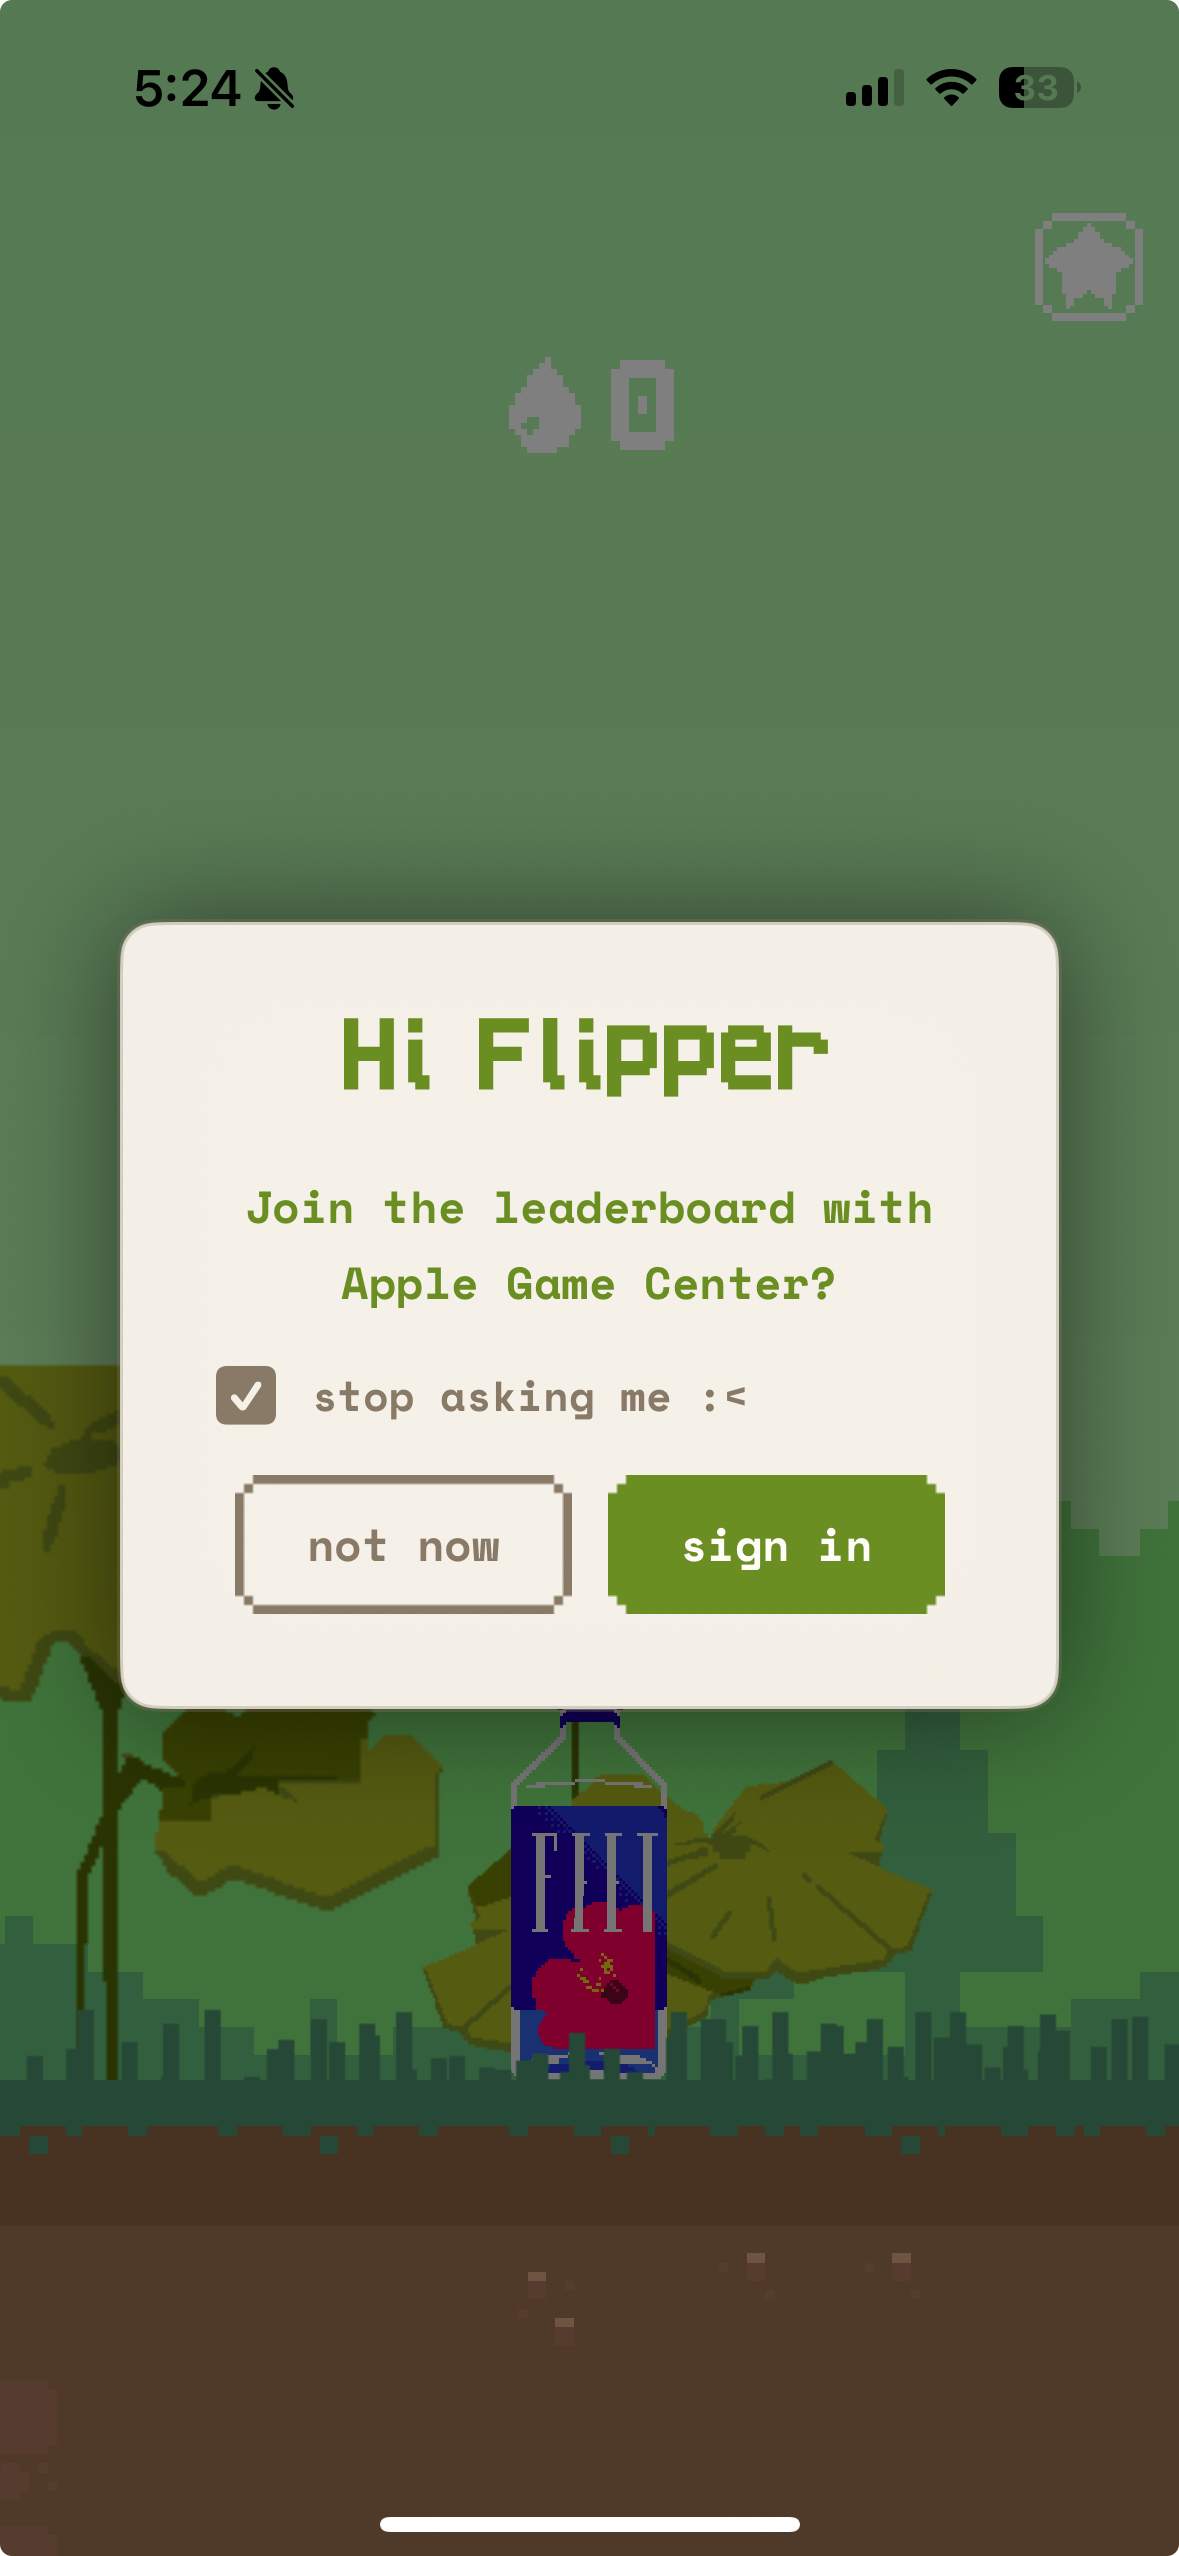 5:24
33
0
Hi Flipper
Join the leaderboard with
Apple Game Center?
stop asking me :<
not now
sign in